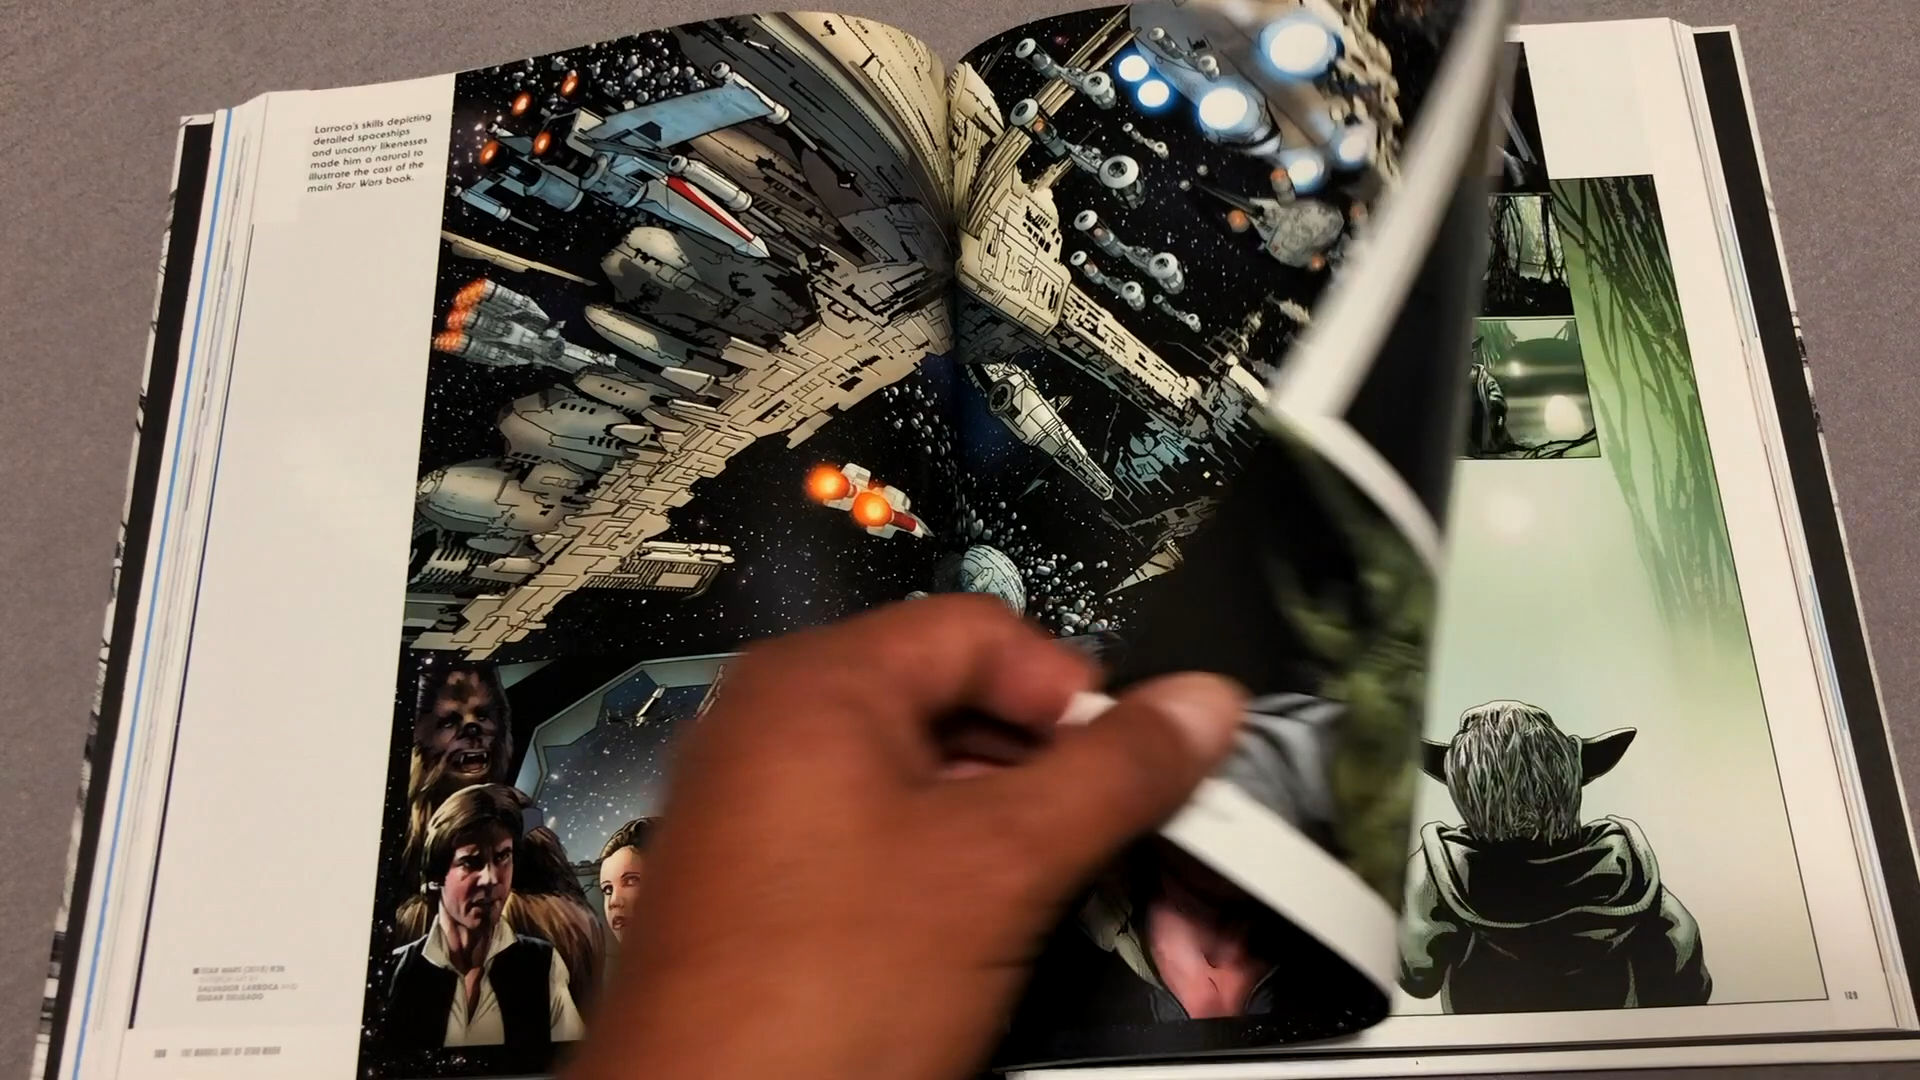 Larroca's skills depicting
detailed spaceships
and uncanny likenesses
made him a natural to
illustrate the cast of the
main Star Wars book.
STAR WARS (2015) #36
SALVADOR LARROCA AND
EDGAR DELGADO
THE MARVEL ART OF STAR WARS
129